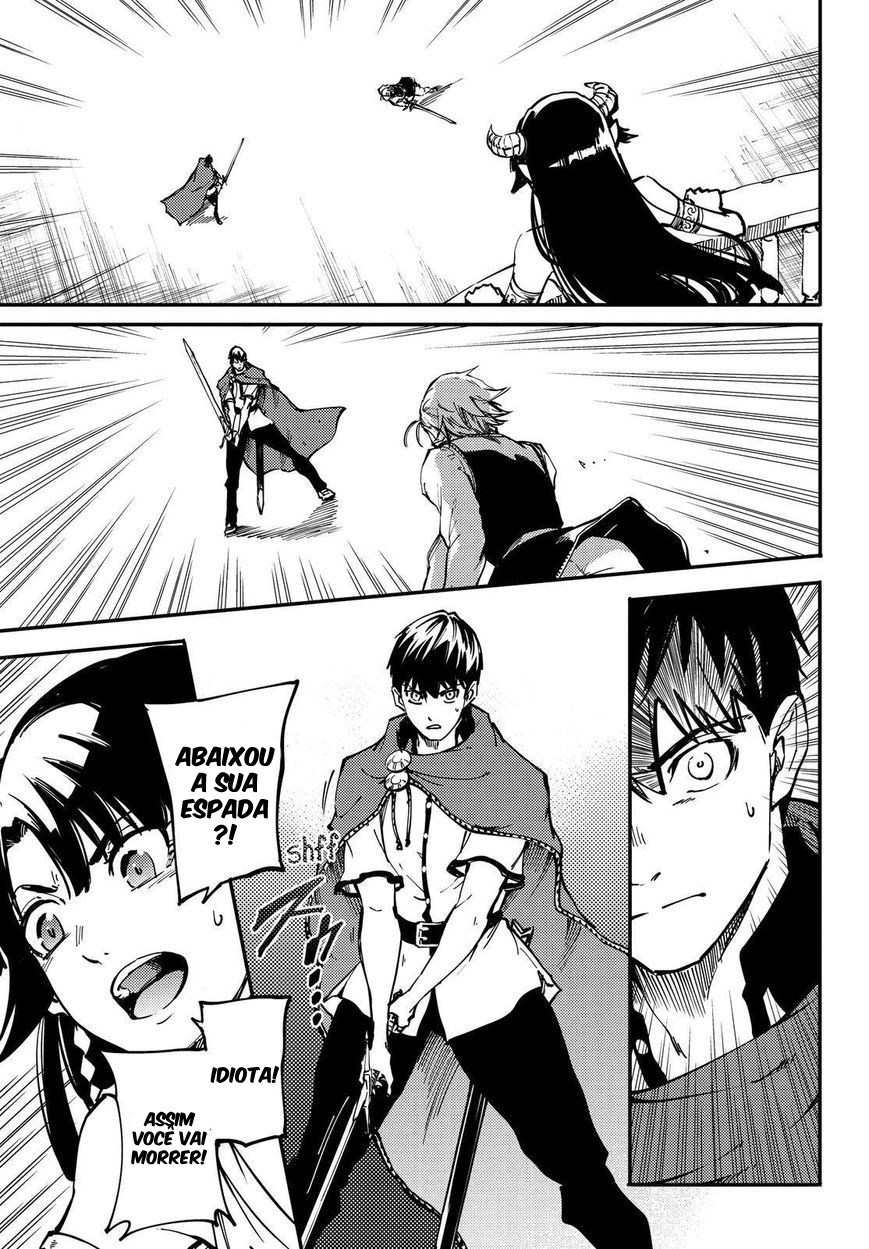 ABAIXOU
A SUA
ESPADA
?!
shff
IDIOTA!
ASSIM
VOCÊ VAI
MORRER!